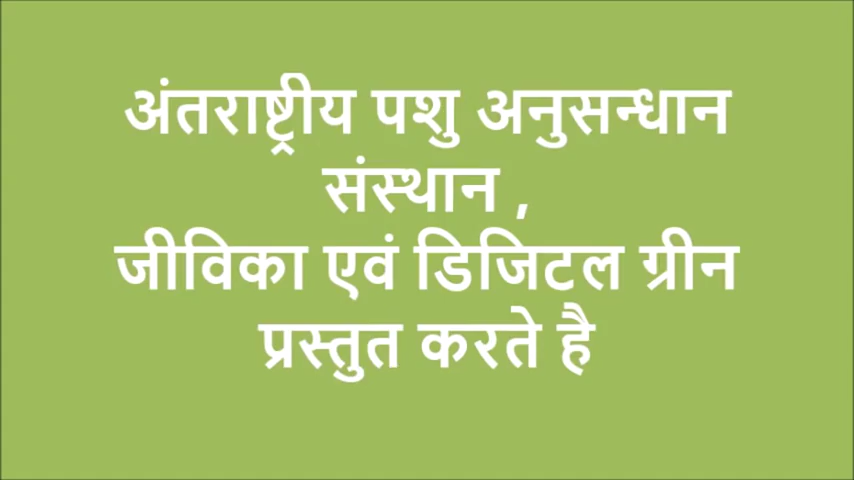 अंतराष्ट्रीय पशु अनुसन्धान
संस्थान ,
जीविका एवं डिजिटल ग्रीन
प्रस्तुत करते है